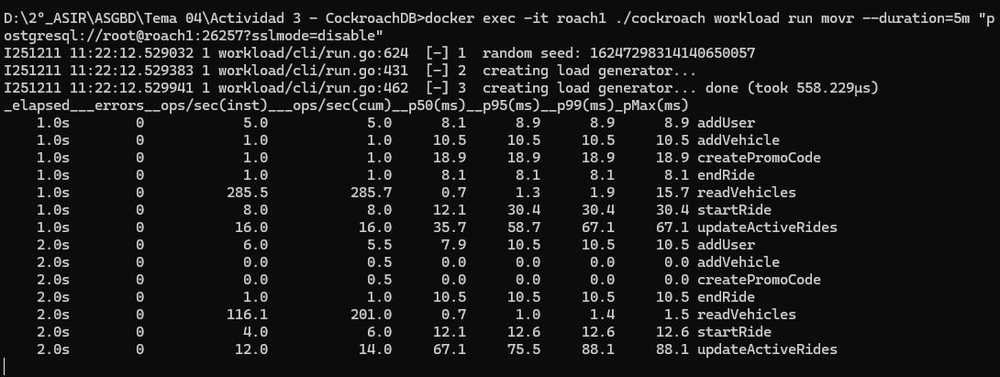 D:\2°_ASIR\ASGBD\Tema 04\Actividad 3 - CockroachDB>docker exec -it roach1 ./cockroach workload run movr --duration=5m "p
ostgresql://root@roach1:26257?sslmode=disable"
I251211 11:22:12.529032 1 workload/cli/run.go:624  [-] 1  random seed: 16247298314140650057
I251211 11:22:12.529383 1 workload/cli/run.go:431  [-] 2  creating load generator...
I251211 11:22:12.529941 1 workload/cli/run.go:462  [-] 3  creating load generator... done (took 558.229µs)
_elapsed___errors__ops/sec(inst)___ops/sec(cum)__p50(ms)__p95(ms)__p99(ms)_pMax(ms)
    1.0s        0            5.0            5.0      8.1      8.9      8.9      8.9 addUser
    1.0s        0            1.0            1.0     10.5     10.5     10.5     10.5 addVehicle
    1.0s        0            1.0            1.0     18.9     18.9     18.9     18.9 createPromoCode
    1.0s        0            1.0            1.0      8.1      8.1      8.1      8.1 endRide
    1.0s        0          285.5          285.7      0.7      1.3      1.9     15.7 readVehicles
    1.0s        0            8.0            8.0     12.1     30.4     30.4     30.4 startRide
    1.0s        0           16.0           16.0     35.7     58.7     67.1     67.1 updateActiveRides
    2.0s        0            6.0            5.5      7.9     10.5     10.5     10.5 addUser
    2.0s        0            0.0            0.5      0.0      0.0      0.0      0.0 addVehicle
    2.0s        0            0.0            0.5      0.0      0.0      0.0      0.0 createPromoCode
    2.0s        0            1.0            1.0     10.5     10.5     10.5     10.5 endRide
    2.0s        0          116.1          201.0      0.7      1.0      1.4      1.5 readVehicles
    2.0s        0            4.0            6.0     12.1     12.6     12.6     12.6 startRide
    2.0s        0           12.0           14.0     67.1     75.5     88.1     88.1 updateActiveRides